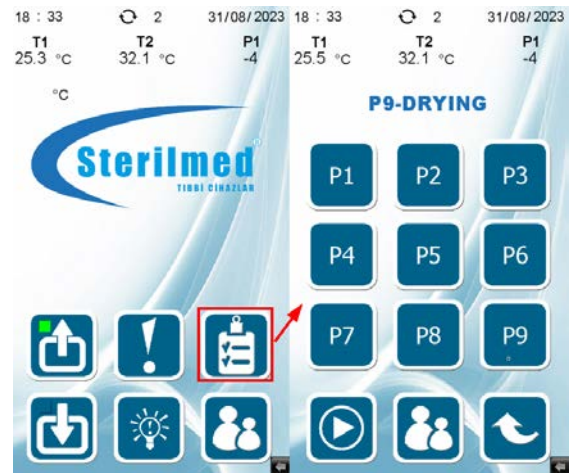 18 : 33 2 31/08/2023
T1 T2 P1
25.3 °C 32.1 °C -4
°C
Sterilmed®
TIBBİ CİHAZLAR
18 : 33 2 31/08/2023
T1 T2 P1
25.5 °C 32.1 °C -4
P9-DRYING
P1 P2 P3
P4 P5 P6
P7 P8 P9